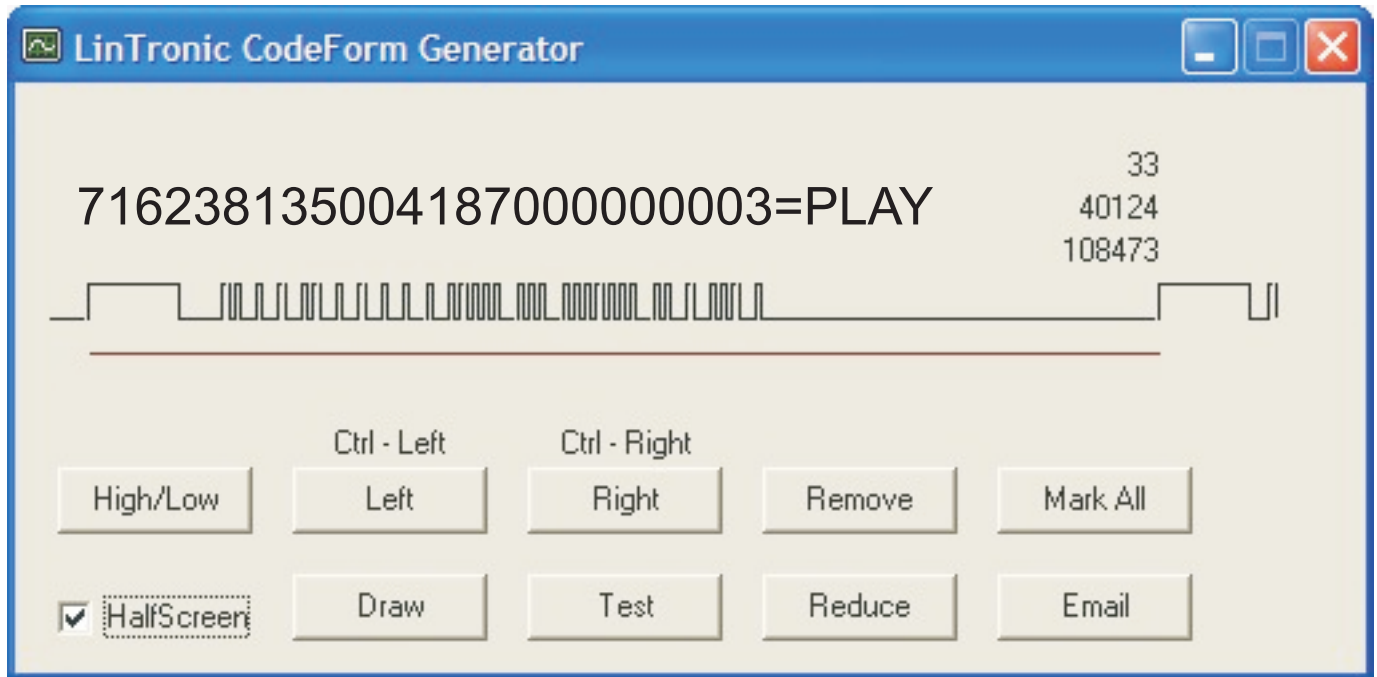 LinTronic CodeForm Generator
33
716238135004187000000003=PLAY
40124
108473
Ctrl - Left Ctrl - Right
High/Low Left Right Remove Mark All
HalfScreen Draw Test Reduce Email